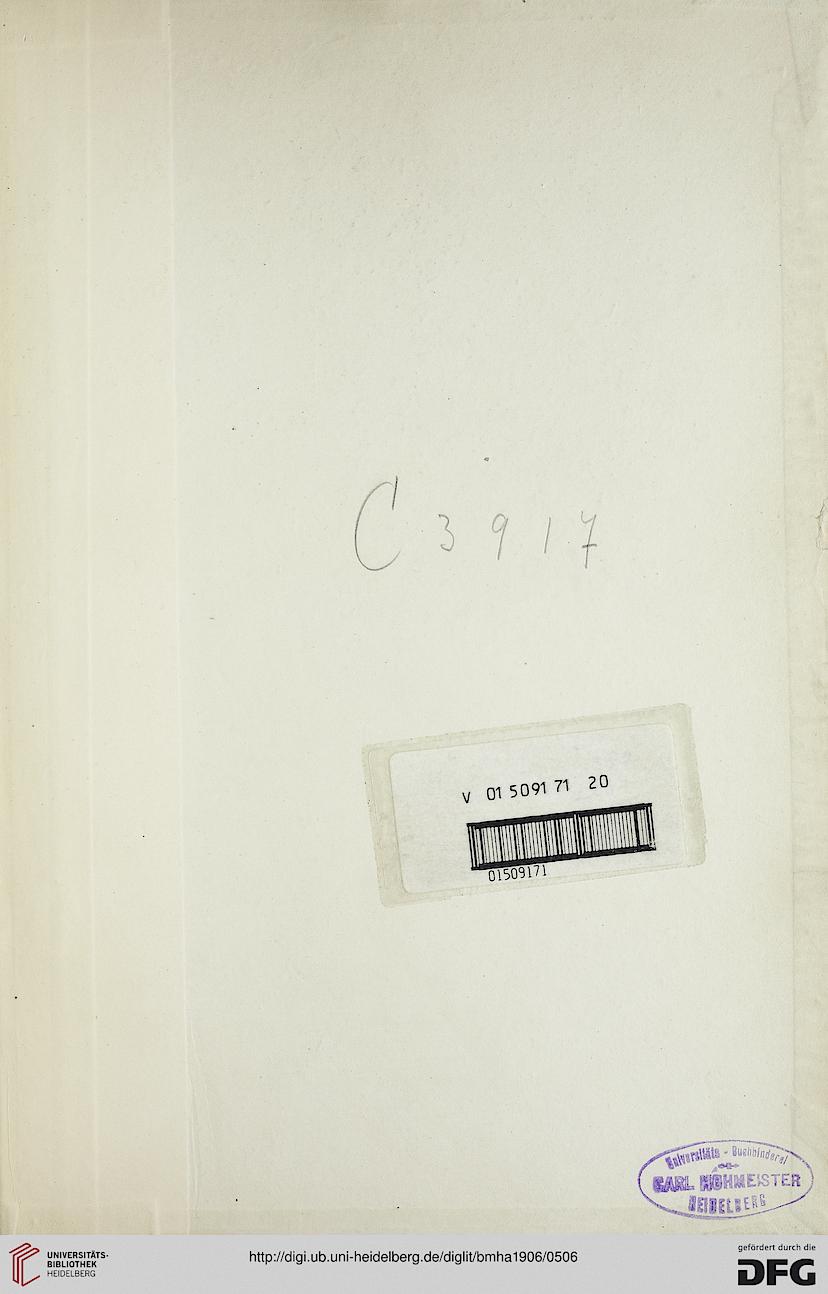 C 3917
V 01 5091 71 20
01509171
Universitäts - Buchbinderei
CARL HOHMEISTER
HEIDELBERG
UNIVERSITÄTS-
BIBLIOTHEK
HEIDELBERG
http://digi.ub.uni-heidelberg.de/diglit/bmha1906/0506
gefördert durch die
DFG